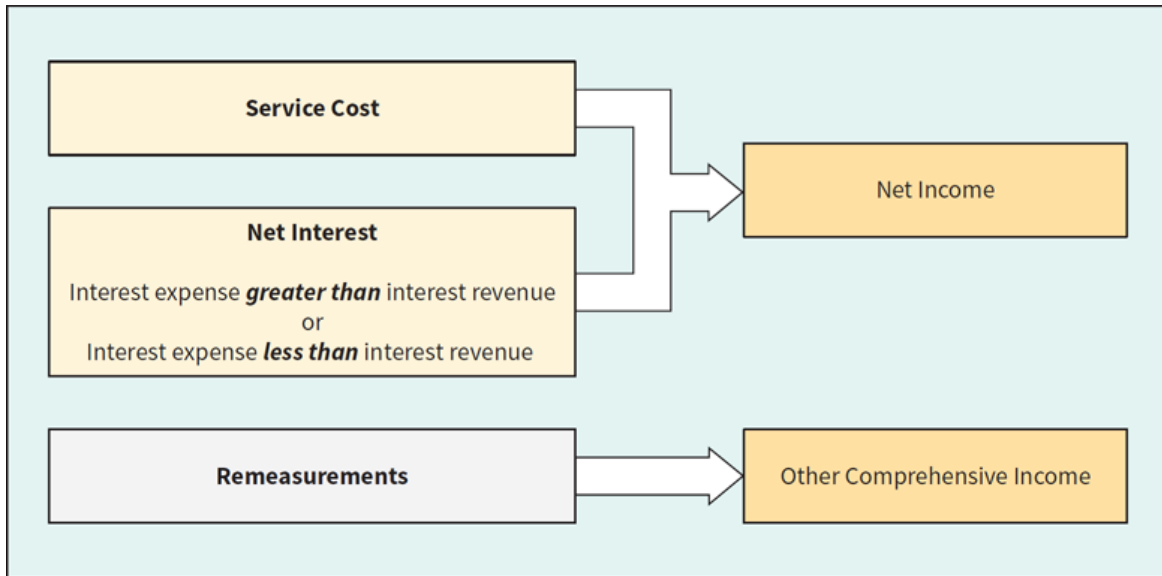 Service Cost
Net Income
Net Interest
Interest expense greater than interest revenue
or
Interest expense less than interest revenue
Remeasurements
Other Comprehensive Income